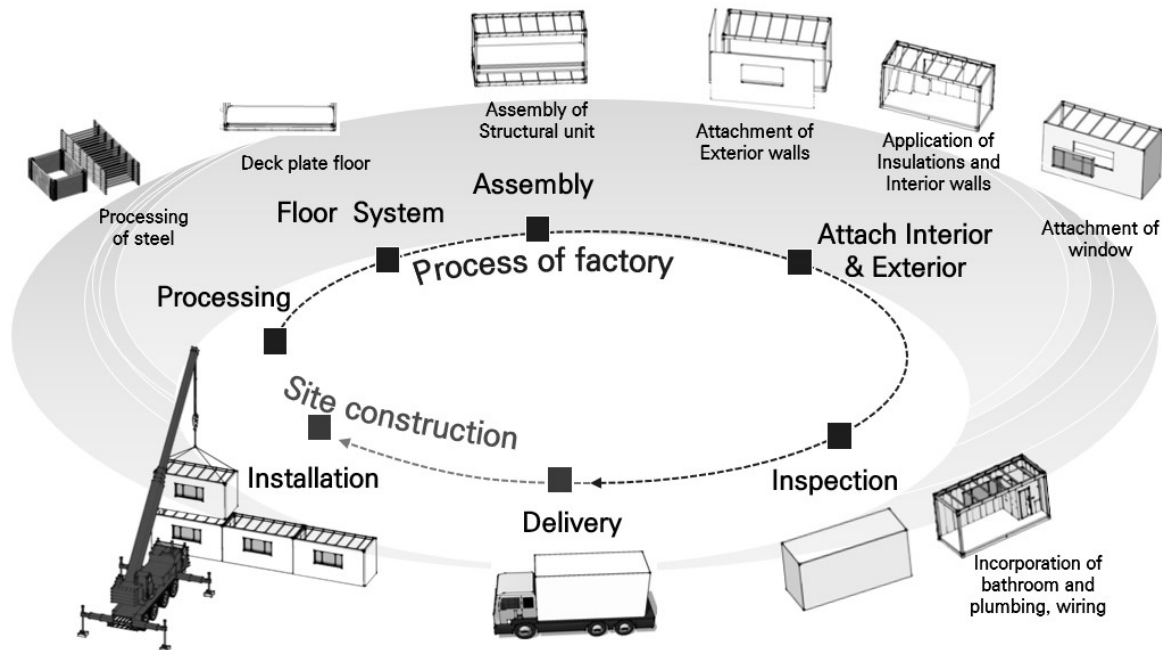 Assembly of
Structural unit
Attachment of
Exterior walls
Application of
Insulations and
Interior walls
Deck plate floor
Processing
of steel
Attachment of
window
Assembly
Floor System
Attach Interior
& Exterior
Process of factory
Processing
Site construction
Installation
Inspection
Delivery
Incorporation of
bathroom and
plumbing, wiring